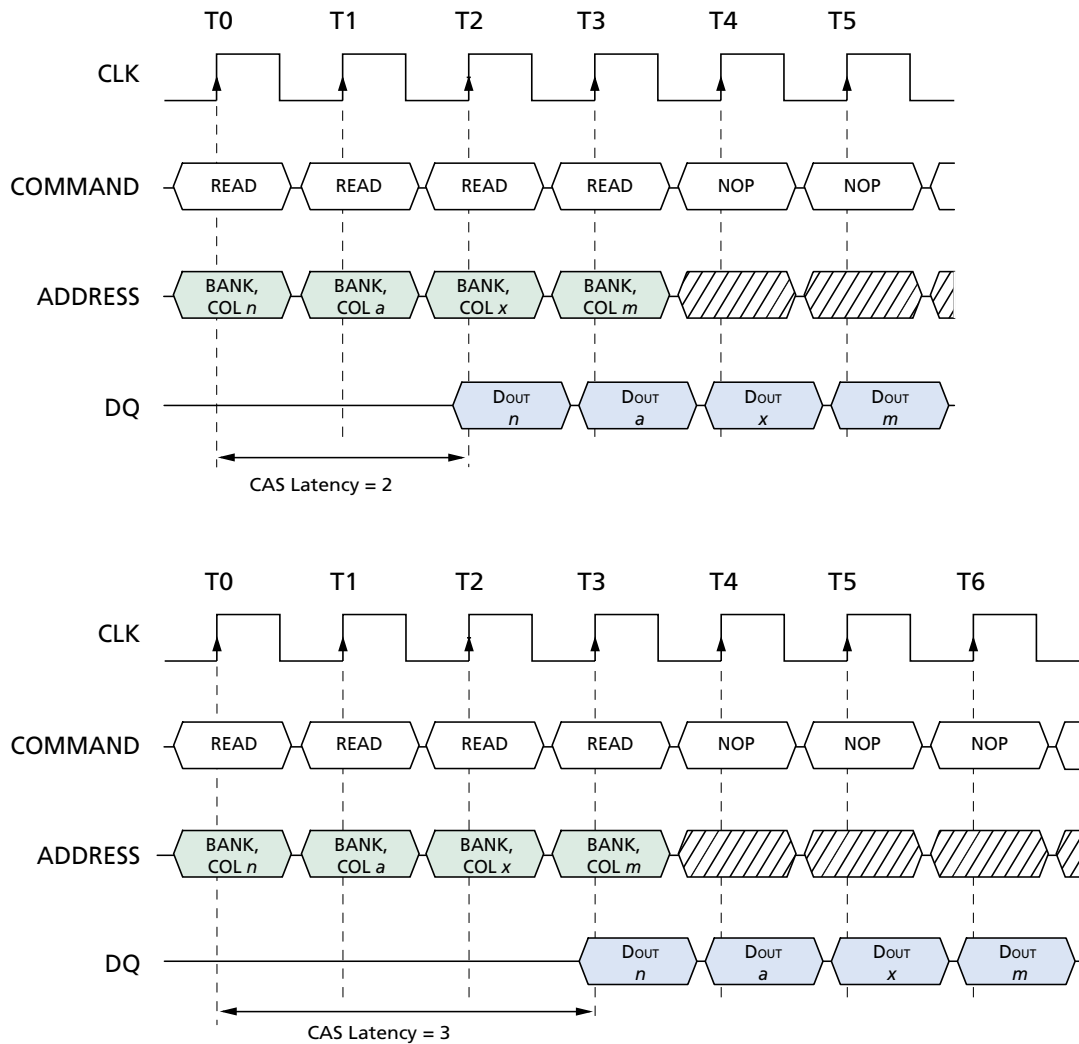 T0 T1 T2 T3 T4 T5
CLK
COMMAND READ READ READ READ NOP NOP
ADDRESS BANK, COL n BANK, COL a BANK, COL x BANK, COL m
DQ DOUT n DOUT a DOUT x DOUT m
CAS Latency = 2
T0 T1 T2 T3 T4 T5 T6
CLK
COMMAND READ READ READ READ NOP NOP NOP
ADDRESS BANK, COL n BANK, COL a BANK, COL x BANK, COL m
DQ DOUT n DOUT a DOUT x DOUT m
CAS Latency = 3